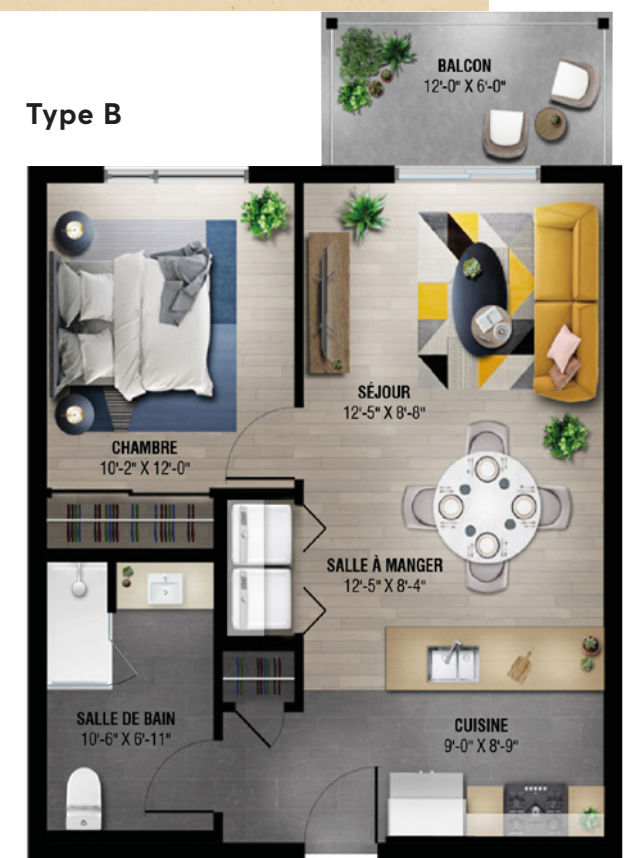 BALCON
12'-0" X 6'-0"
Type B
SÉJOUR
12'-5" X 8'-8"
CHAMBRE
10'-2" X 12'-0"
SALLE À MANGER
12'-5" X 8'-4"
SALLE DE BAIN
10'-6" X 6'-11"
CUISINE
9'-0" X 8'-9"